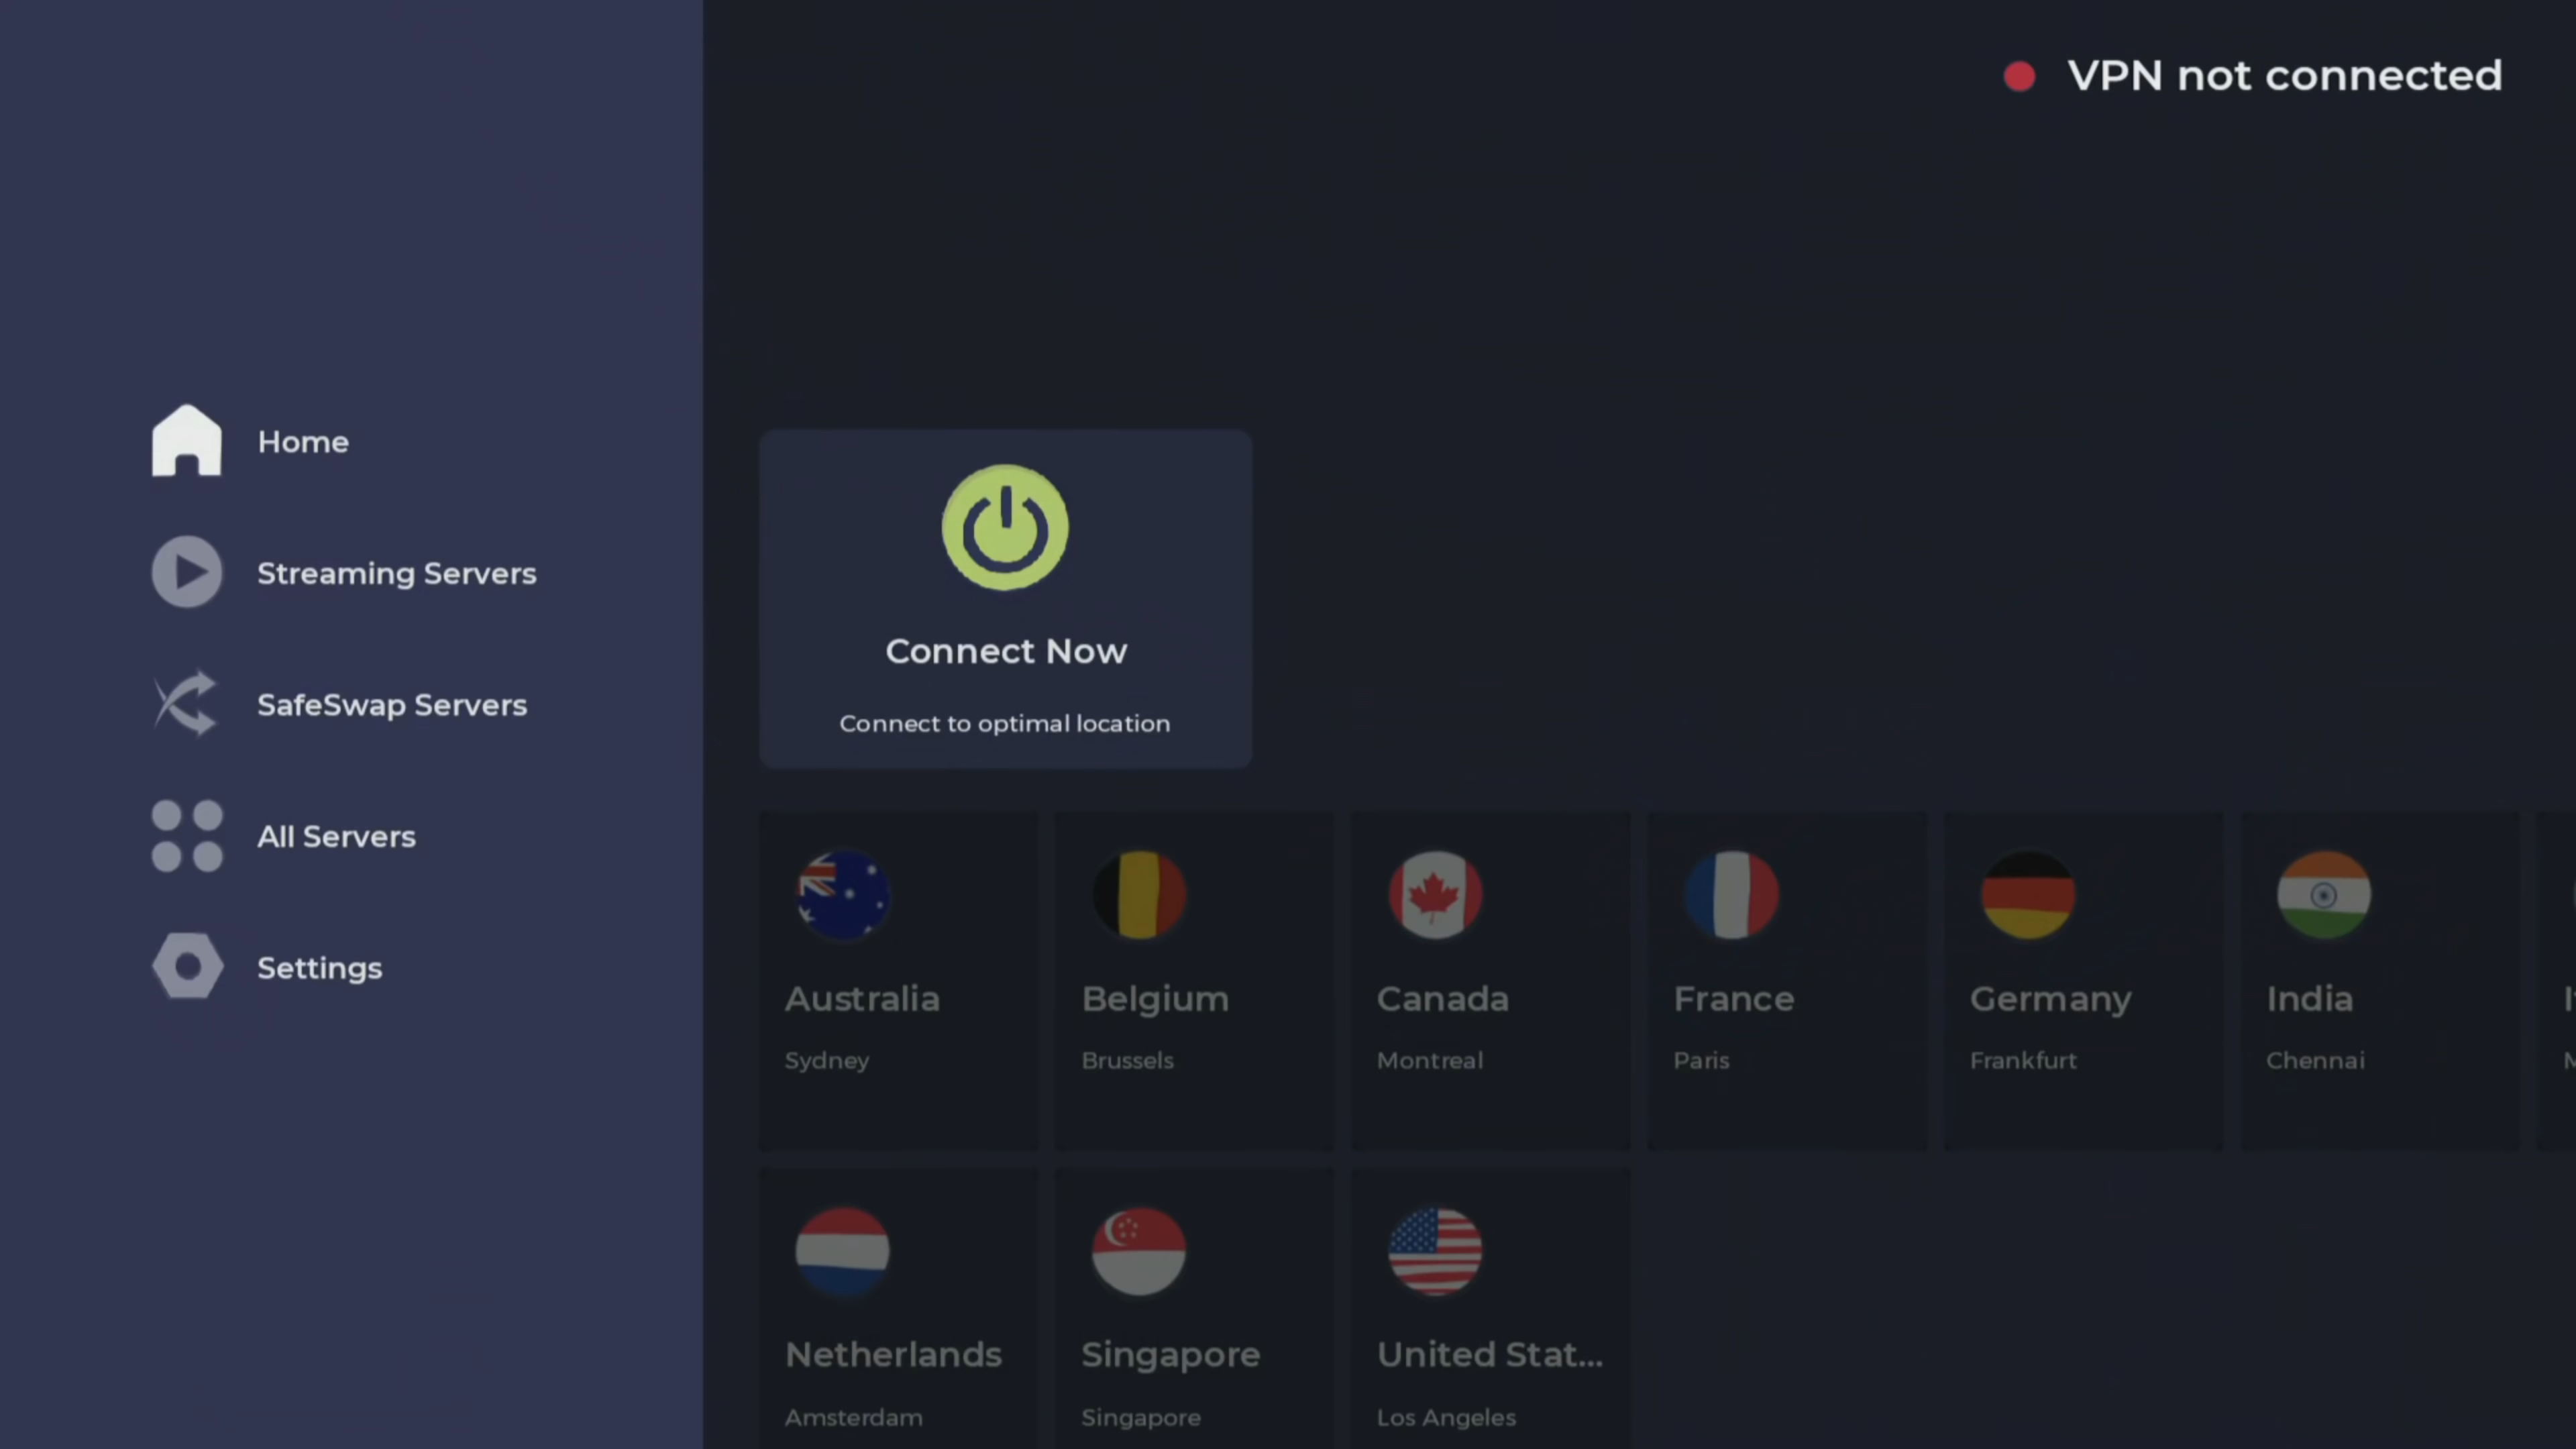 VPN not connected
Home
Streaming Servers
SafeSwap Servers
All Servers
Settings
Connect Now
Connect to optimal location
Australia
Sydney
Belgium
Brussels
Canada
Montreal
France
Paris
Germany
Frankfurt
India
Chennai
Netherlands
Amsterdam
Singapore
Singapore
United Stat...
Los Angeles